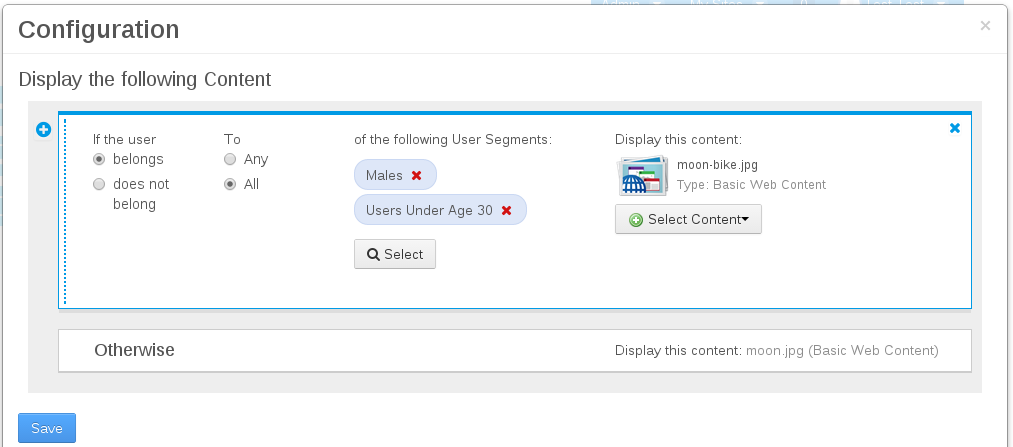 Configuration
×
Display the following Content
If the user
belongs
does not
belong
To
Any
All
of the following User Segments:
Males
Users Under Age 30
Select
Display this content:
moon-bike.jpg
Type: Basic Web Content
Select Content
Otherwise
Display this content: moon.jpg (Basic Web Content)
Save